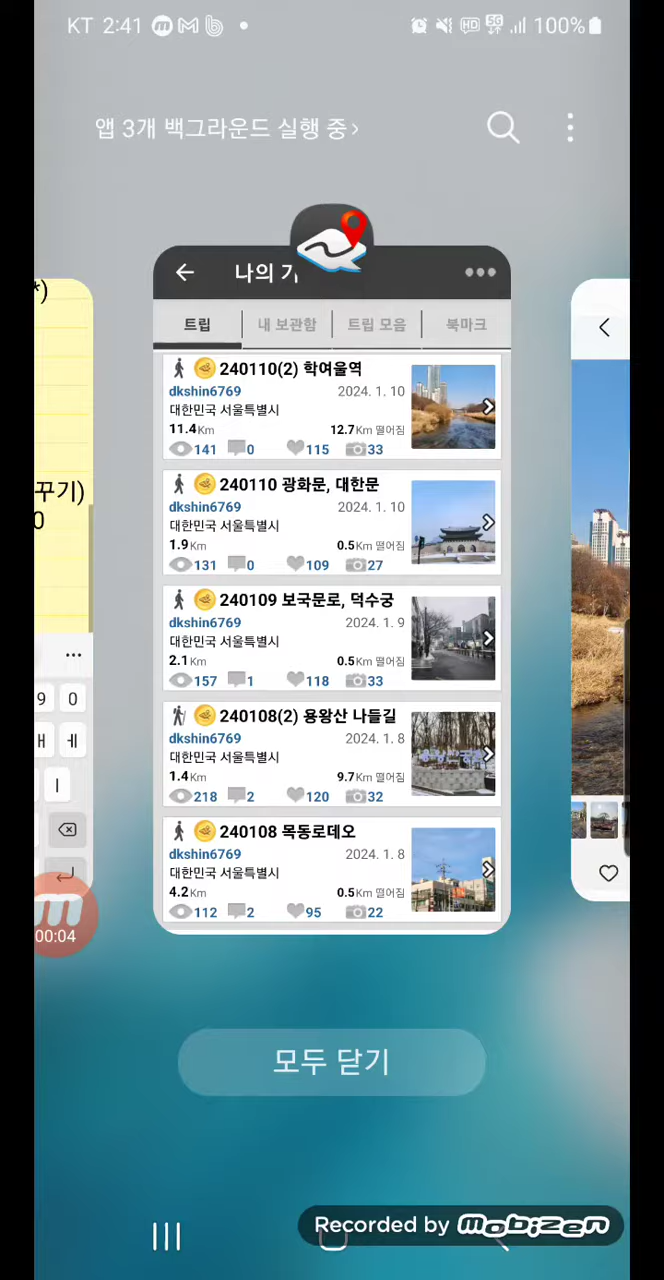 KT 2:41
HD 5G 100%
앱 3개 백그라운드 실행 중>
*)
꾸기)
0
9 0
ㅐ ㅔ
ㅣ
00:04
나의 기
트립 내 보관함 트립 모음 북마크
240110(2) 학여울역
dkshin6769 2024. 1. 10
대한민국 서울특별시
11.4Km 12.7Km 떨어짐
141 0 115 33
240110 광화문, 대한문
dkshin6769 2024. 1. 10
대한민국 서울특별시
1.9Km 0.5Km 떨어짐
131 0 109 27
240109 보국문로, 덕수궁
dkshin6769 2024. 1. 9
대한민국 서울특별시
2.1Km 0.5Km 떨어짐
157 1 118 33
240108(2) 용왕산 나들길
dkshin6769 2024. 1. 8
대한민국 서울특별시
1.4Km 9.7Km 떨어짐
218 2 120 32
240108 목동로데오
dkshin6769 2024. 1. 8
대한민국 서울특별시
4.2Km 0.5Km 떨어짐
112 2 95 22
모두 닫기
Recorded by mobizen